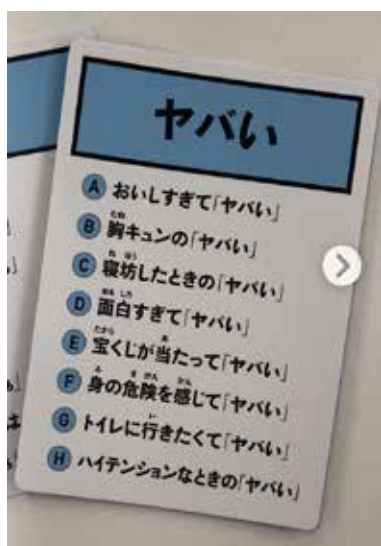 ヤバい
A おいしすぎて「ヤバい」
B 胸キュンの「ヤバい」
C 寝坊したときの「ヤバい」
D 面白すぎて「ヤバい」
E 宝くじが当たって「ヤバい」
F 身の危険を感じて「ヤバい」
G トイレに行きたくて「ヤバい」
H ハイテンションなときの「ヤバい」